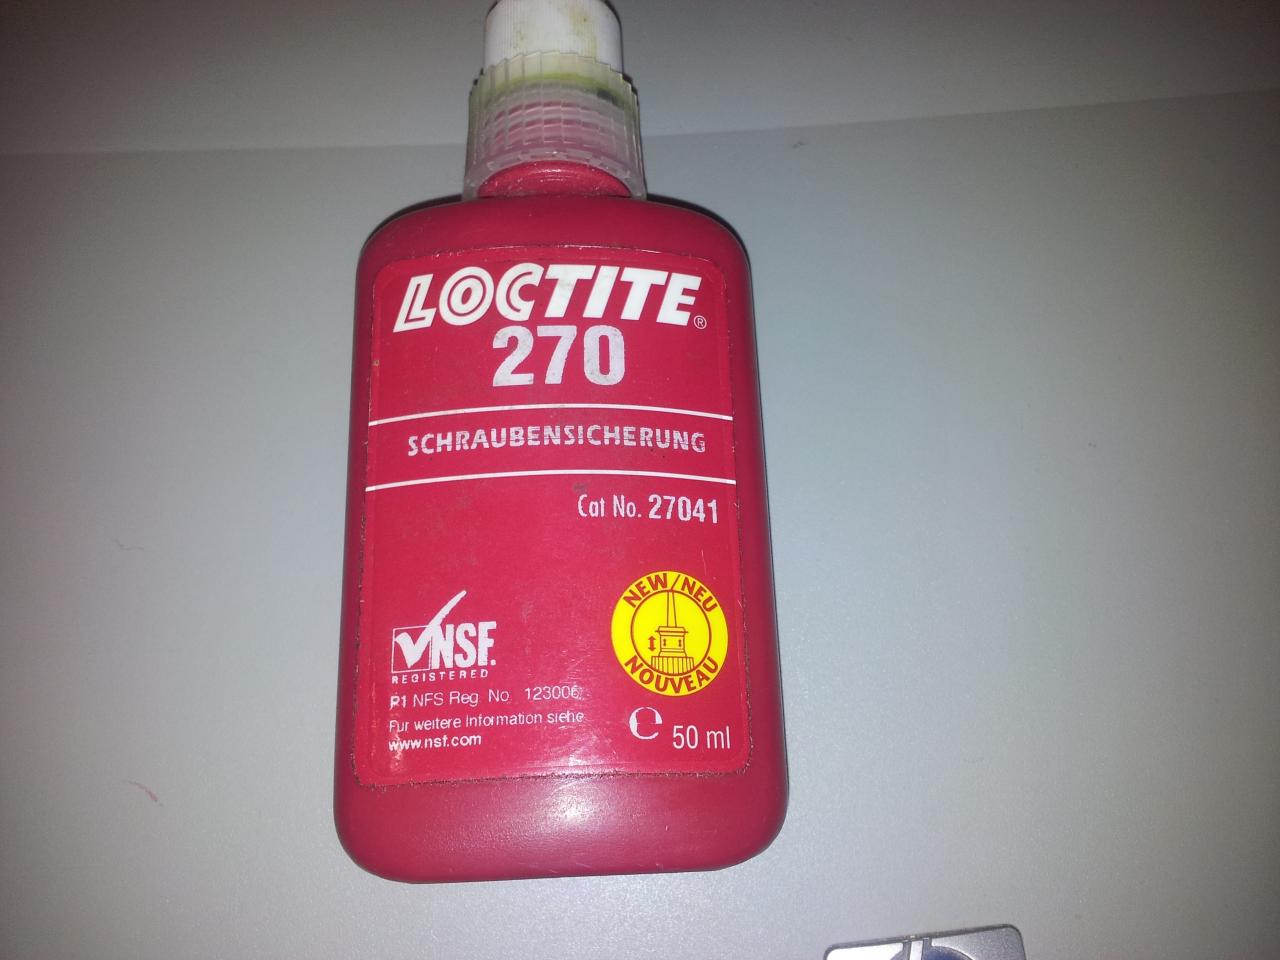 LOCTITE®
270
SCHRAUBENSICHERUNG
Cat No. 27041
NEW/NEU
NOUVEAU
NSF.
REGISTERED
P1 NFS Reg. No. 123006
Für weitere Information siehe
www.nsf.com
℮ 50 ml